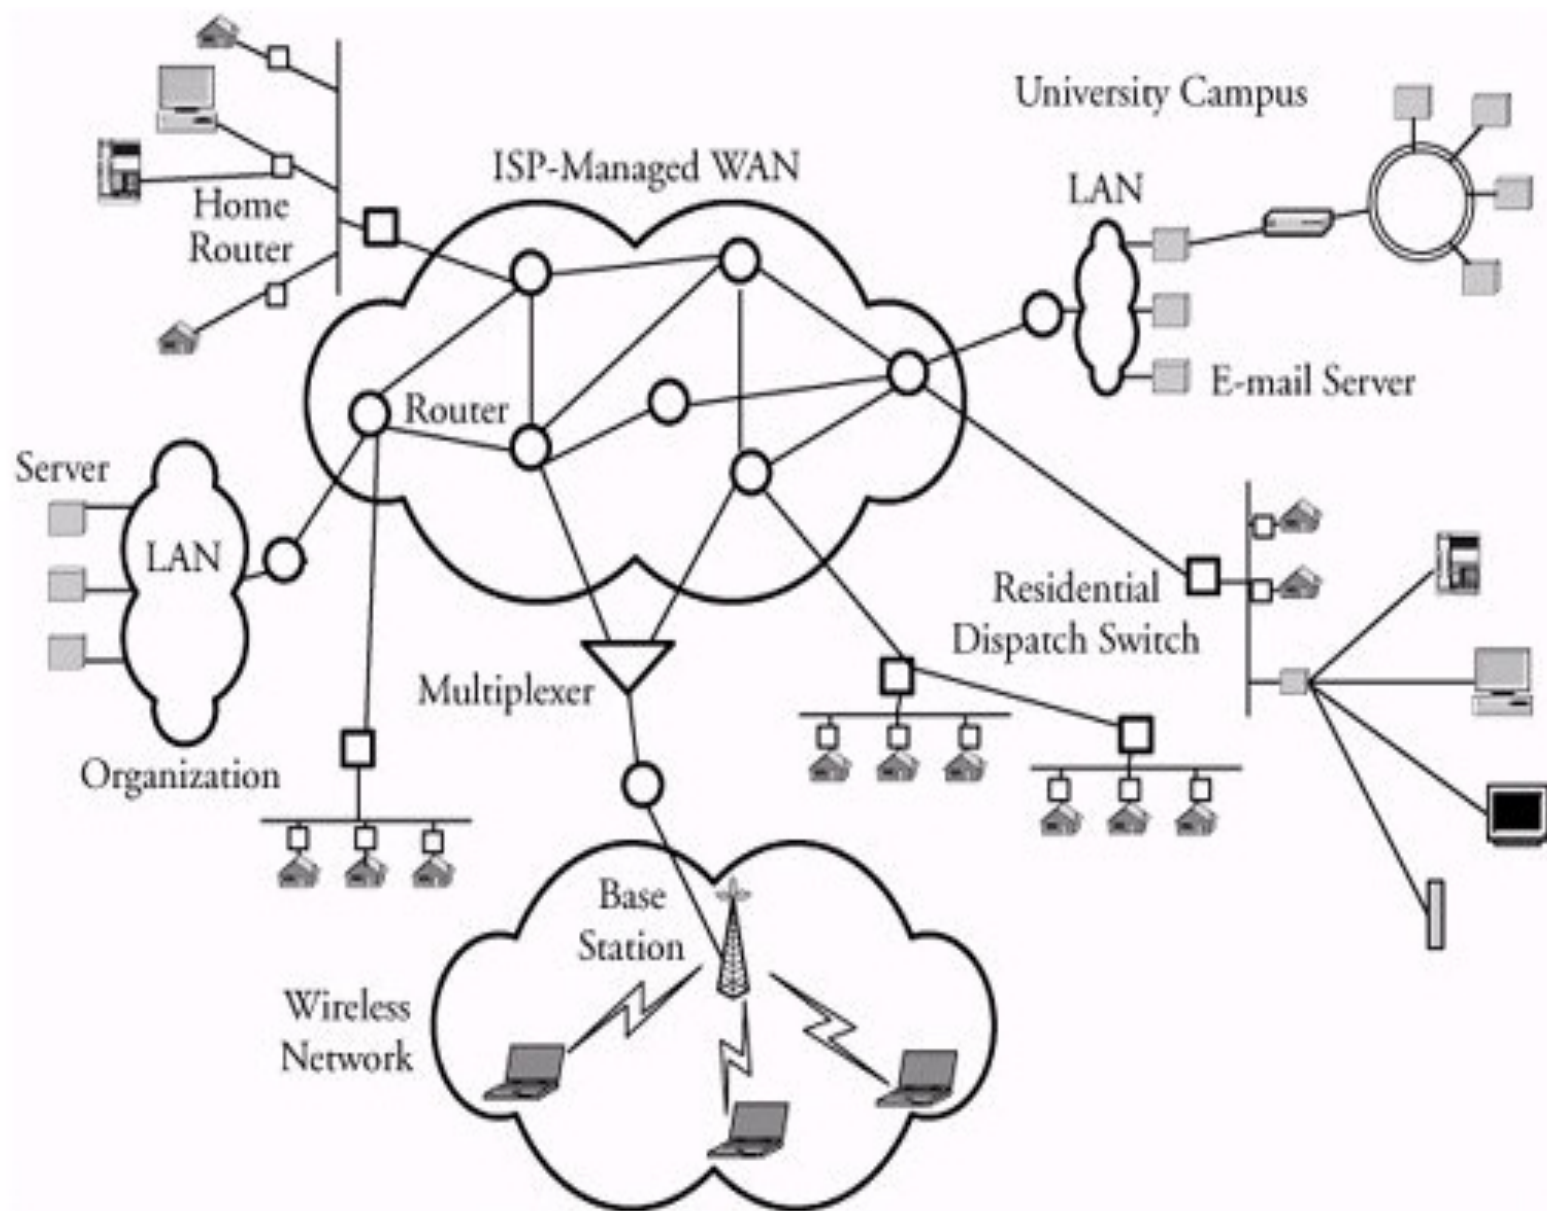 University Campus
ISP-Managed WAN
LAN
Home
Router
E-mail Server
Router
Server
LAN
Residential
Dispatch Switch
Multiplexer
Organization
Base
Station
Wireless
Network